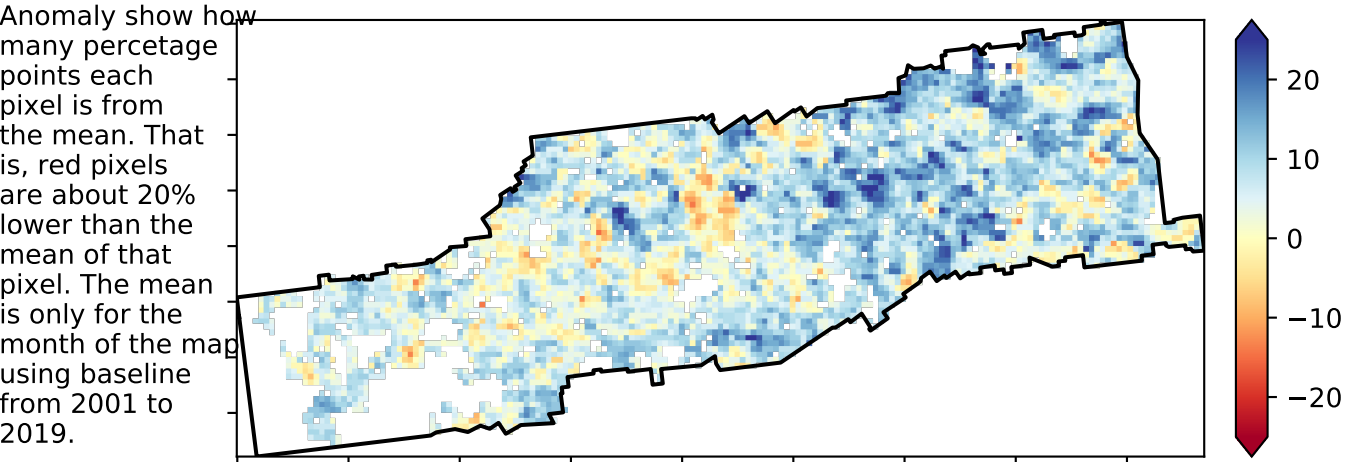 Anomaly show how
many percetage
points each
pixel is from
the mean. That
is, red pixels
are about 20%
lower than the
mean of that
pixel. The mean
is only for the
month of the map
using baseline
from 2001 to
2019.
20
10
0
−10
−20